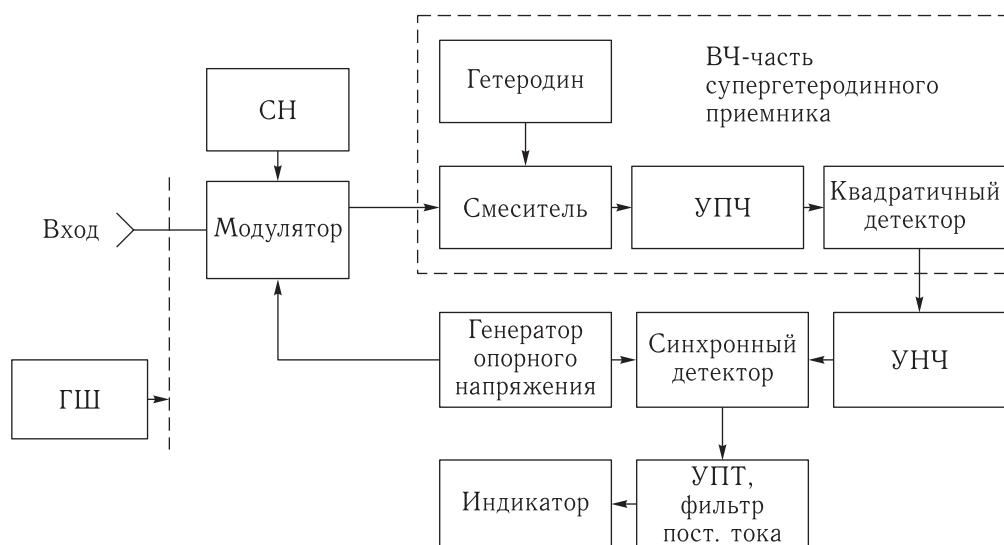 Гетеродин
ВЧ-часть
супергетеродинного
приемника
СН
Вход
Модулятор
Смеситель
УПЧ
Квадратичный
детектор
ГШ
Генератор
опорного
напряжения
Синхронный
детектор
УНЧ
Индикатор
УПТ,
фильтр
пост. тока